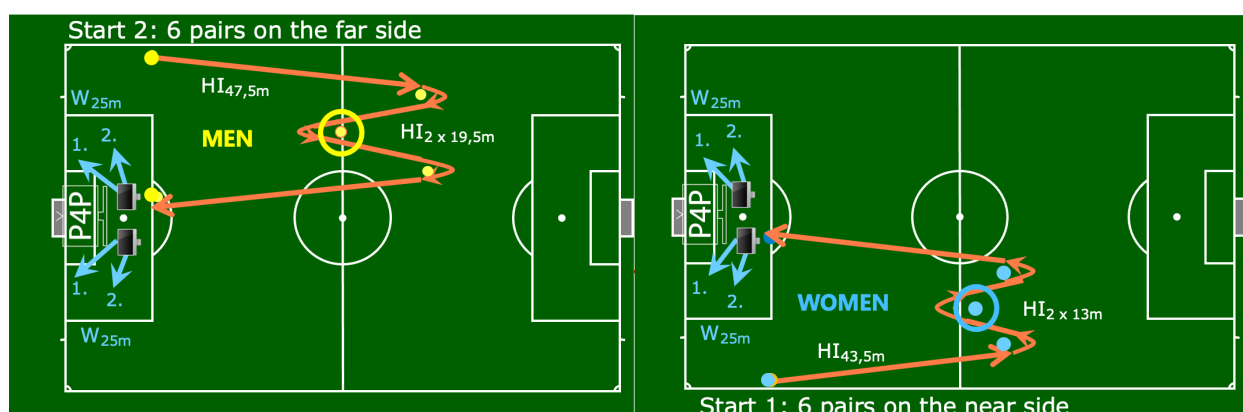 Start 2: 6 pairs on the far side
HI47,5m
W25m
MEN
HI2 x 19,5m
1.
2.
P4P
1.
2.
W25m
W25m
1.
2.
P4P
1.
2.
WOMEN
HI2 x 13m
W25m
HI43,5m
Start 1: 6 pairs on the near side